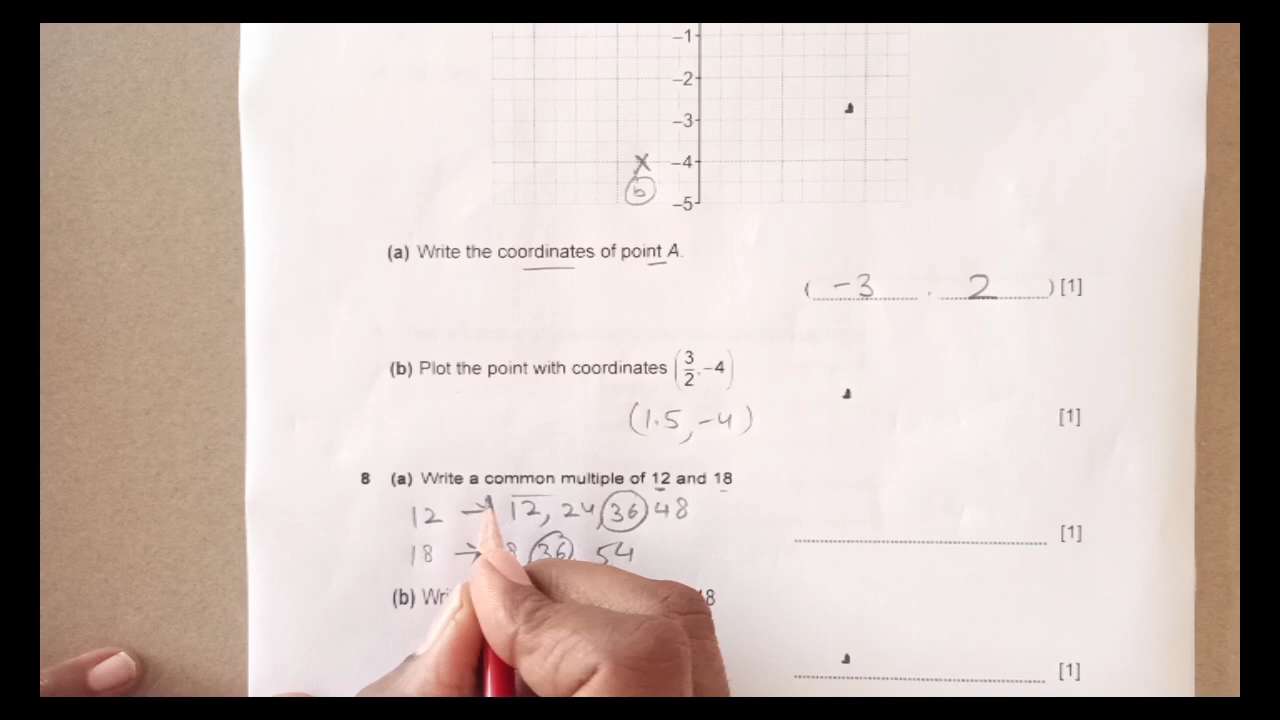 -1
-2
-3
X -4
b -5
(a) Write the coordinates of point A.
( -3 , 2 ) [1]
(b) Plot the point with coordinates (3/2, -4)
(1.5, -4) [1]
8 (a) Write a common multiple of 12 and 18
12 → 12, 24, 36 48
18 → 36, 54 [1]
(b)
[1]